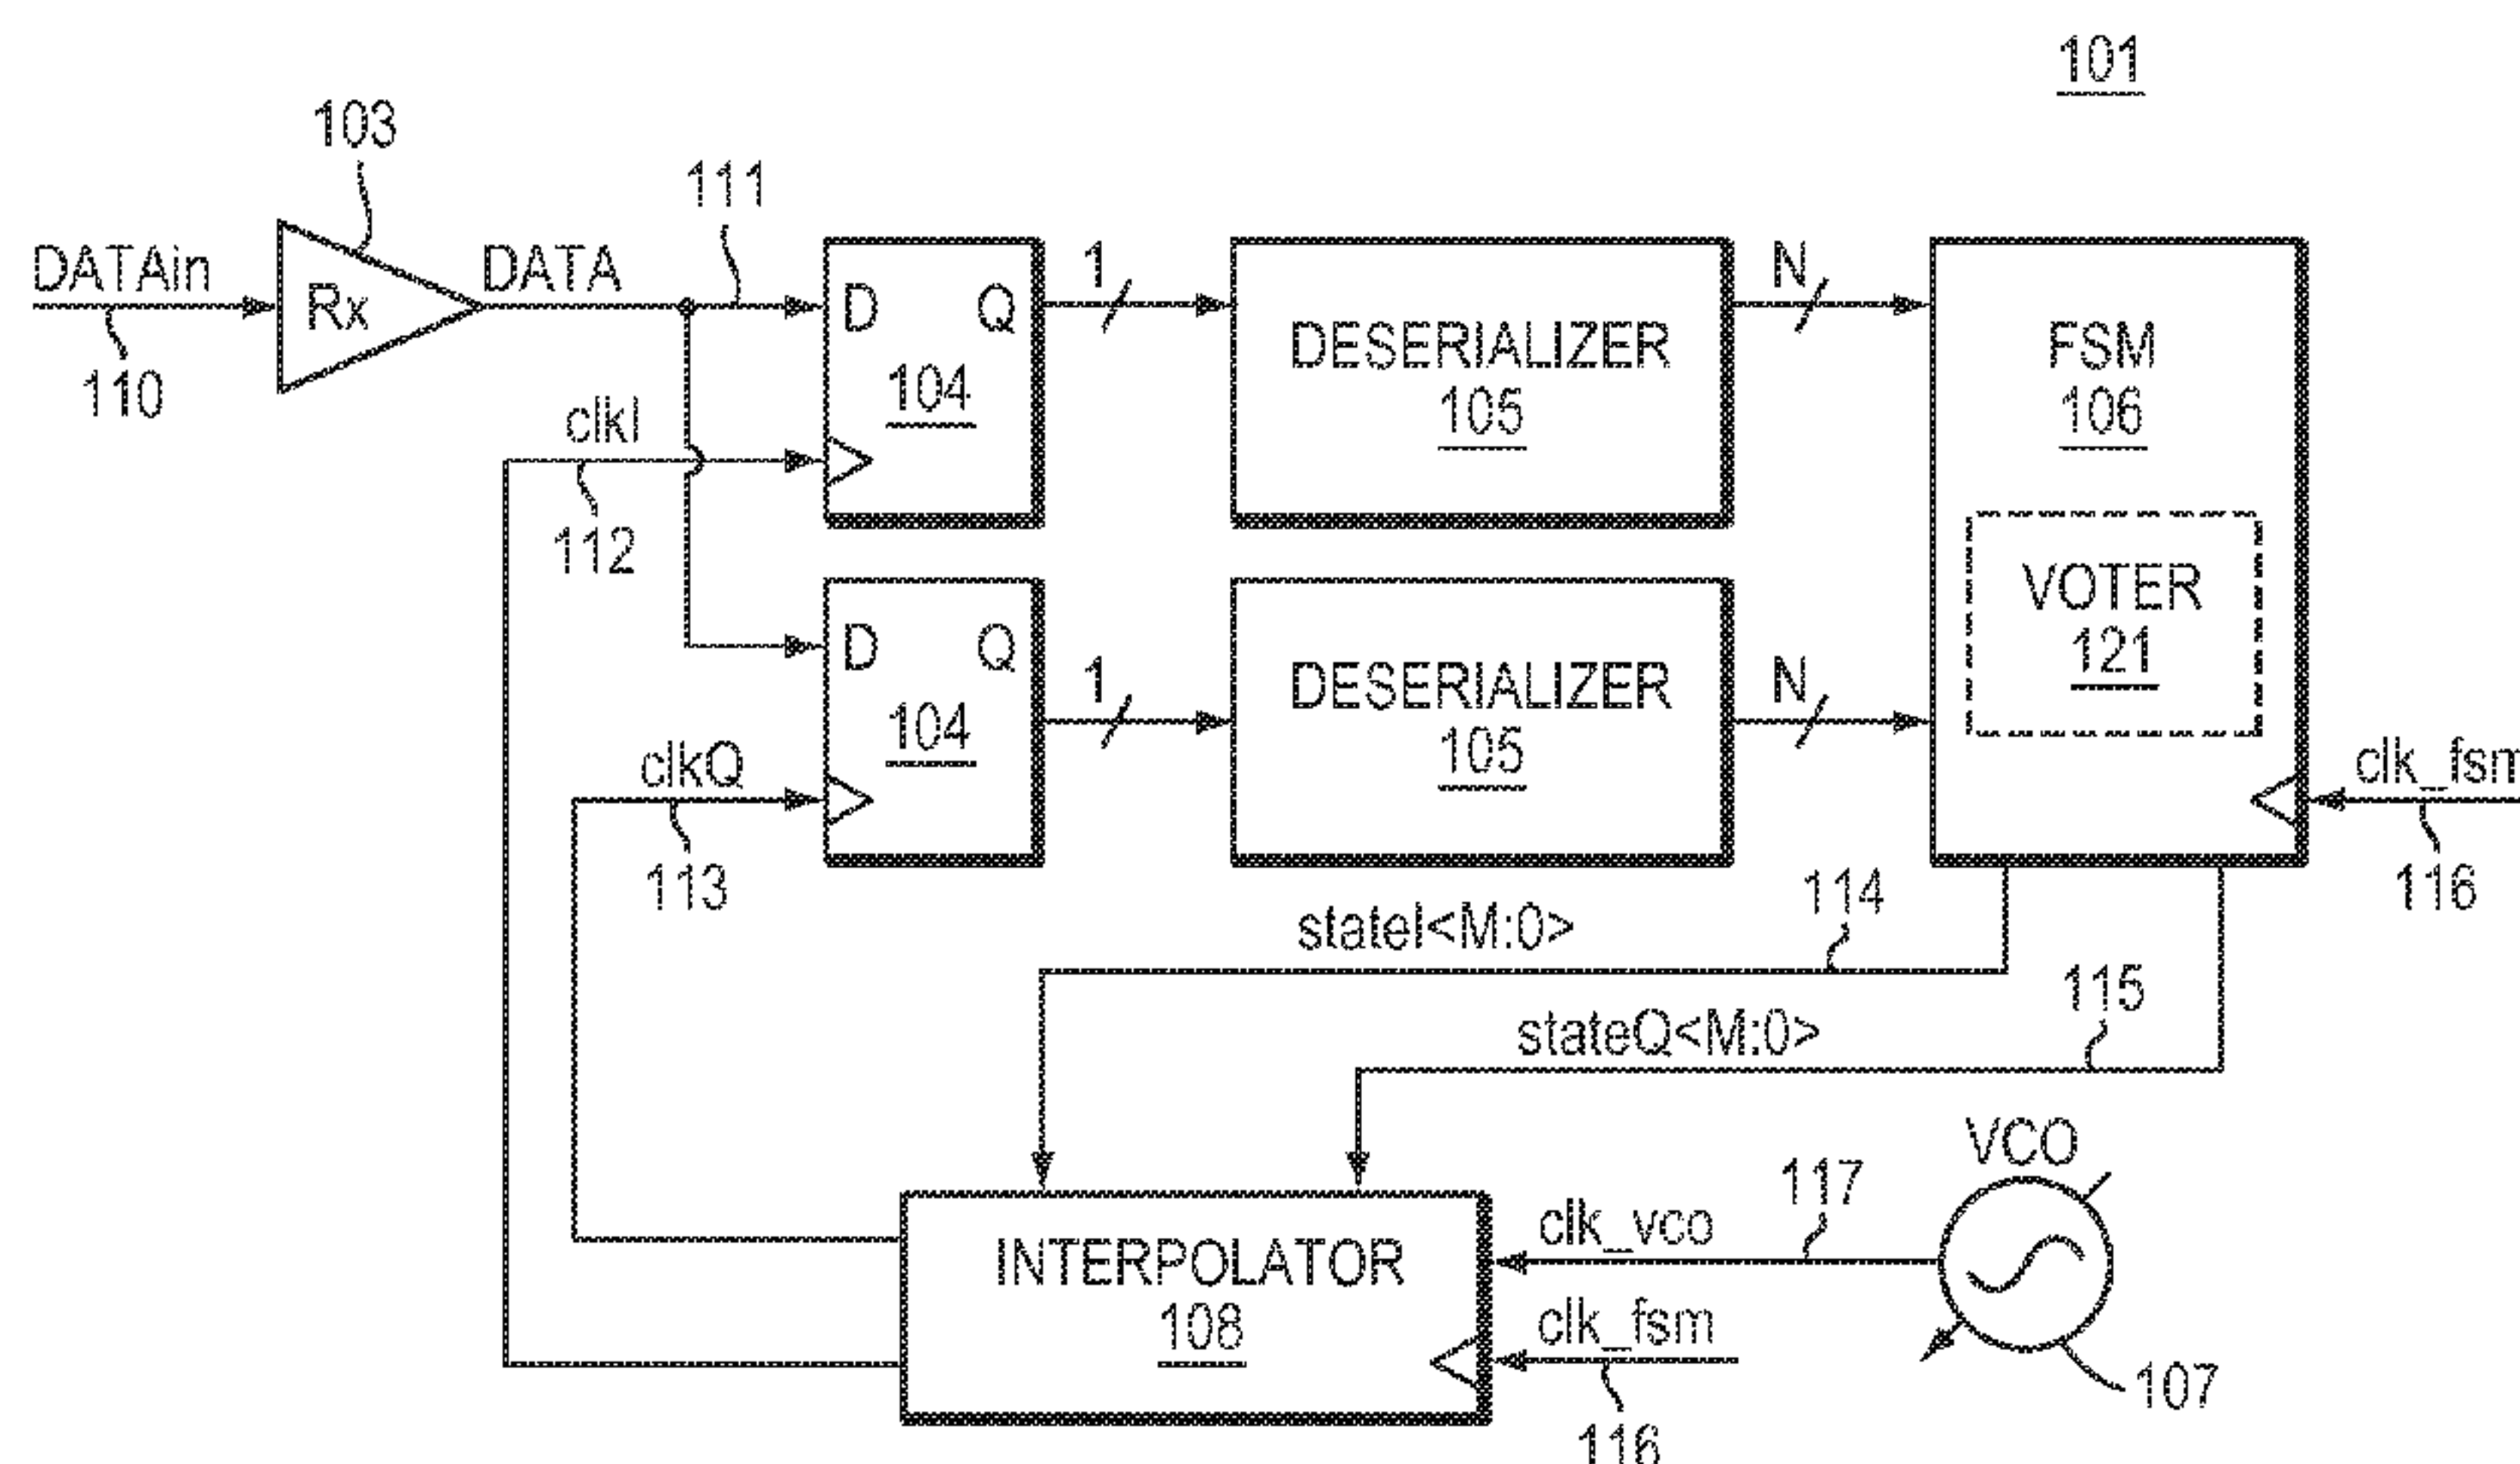 101
103
111
DATAin
Rx
DATA
D Q
104
1
DESERIALIZER
105
N
FSM
106
110
clkI
112
VOTER
121
D Q
104
1
DESERIALIZER
105
N
clkQ
113
clk_fsm
116
stateI<M:0>
114
stateQ<M:0>
115
VCO
117
clk_vco
INTERPOLATOR
108
clk_fsm
116
107